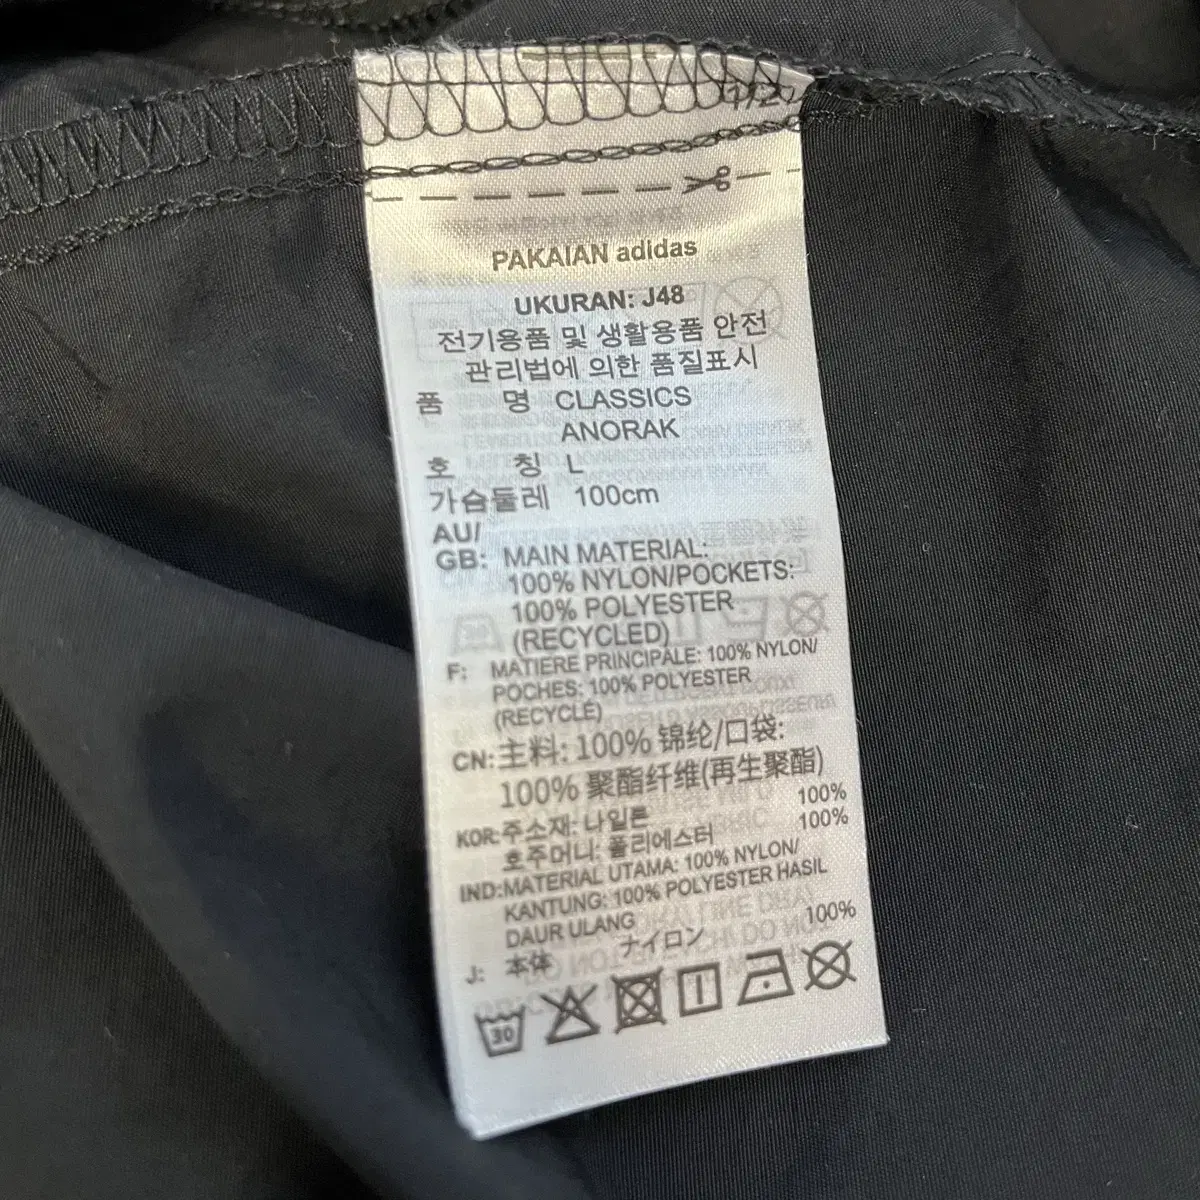 PAKAIAN adidas
UKURAN: J48
전기용품 및 생활용품 안전
관리법에 의한 품질표시
품 명 CLASSICS
ANORAK
호 칭 L
가슴둘레 100cm
AU/
GB: MAIN MATERIAL:
100% NYLON/POCKETS:
100% POLYESTER
(RECYCLED)
F: MATIERE PRINCIPALE: 100% NYLON/
POCHES: 100% POLYESTER
(RECYCLÉ)
CN: 主料: 100% 锦纶/口袋:
100% 聚酯纤维(再生聚酯)
KOR: 주소재: 나일론 100%
호주머니: 폴리에스터 100%
IND: MATERIAL UTAMA: 100% NYLON/
KANTUNG: 100% POLYESTER HASIL
DAUR ULANG
J: 本体 ナイロン 100%
30